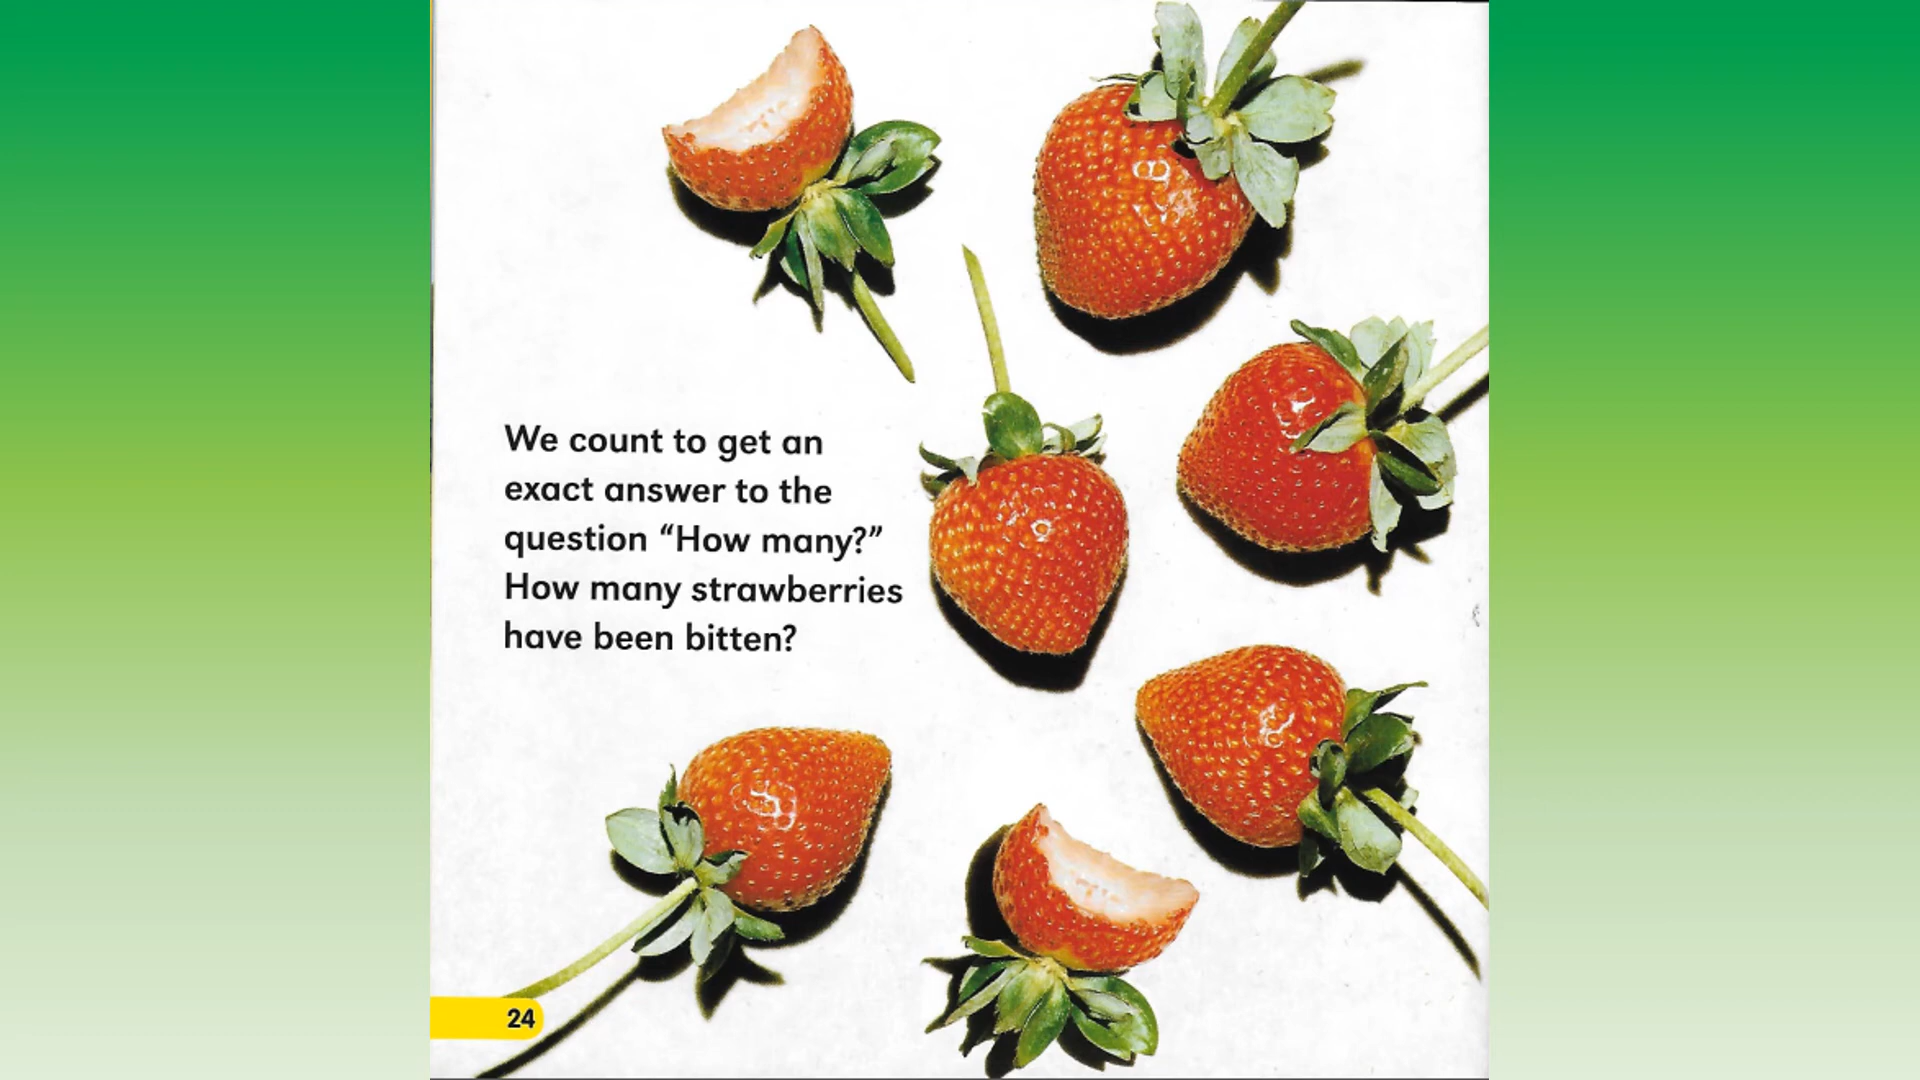 We count to get an
exact answer to the
question “How many?”
How many strawberries
have been bitten?
24